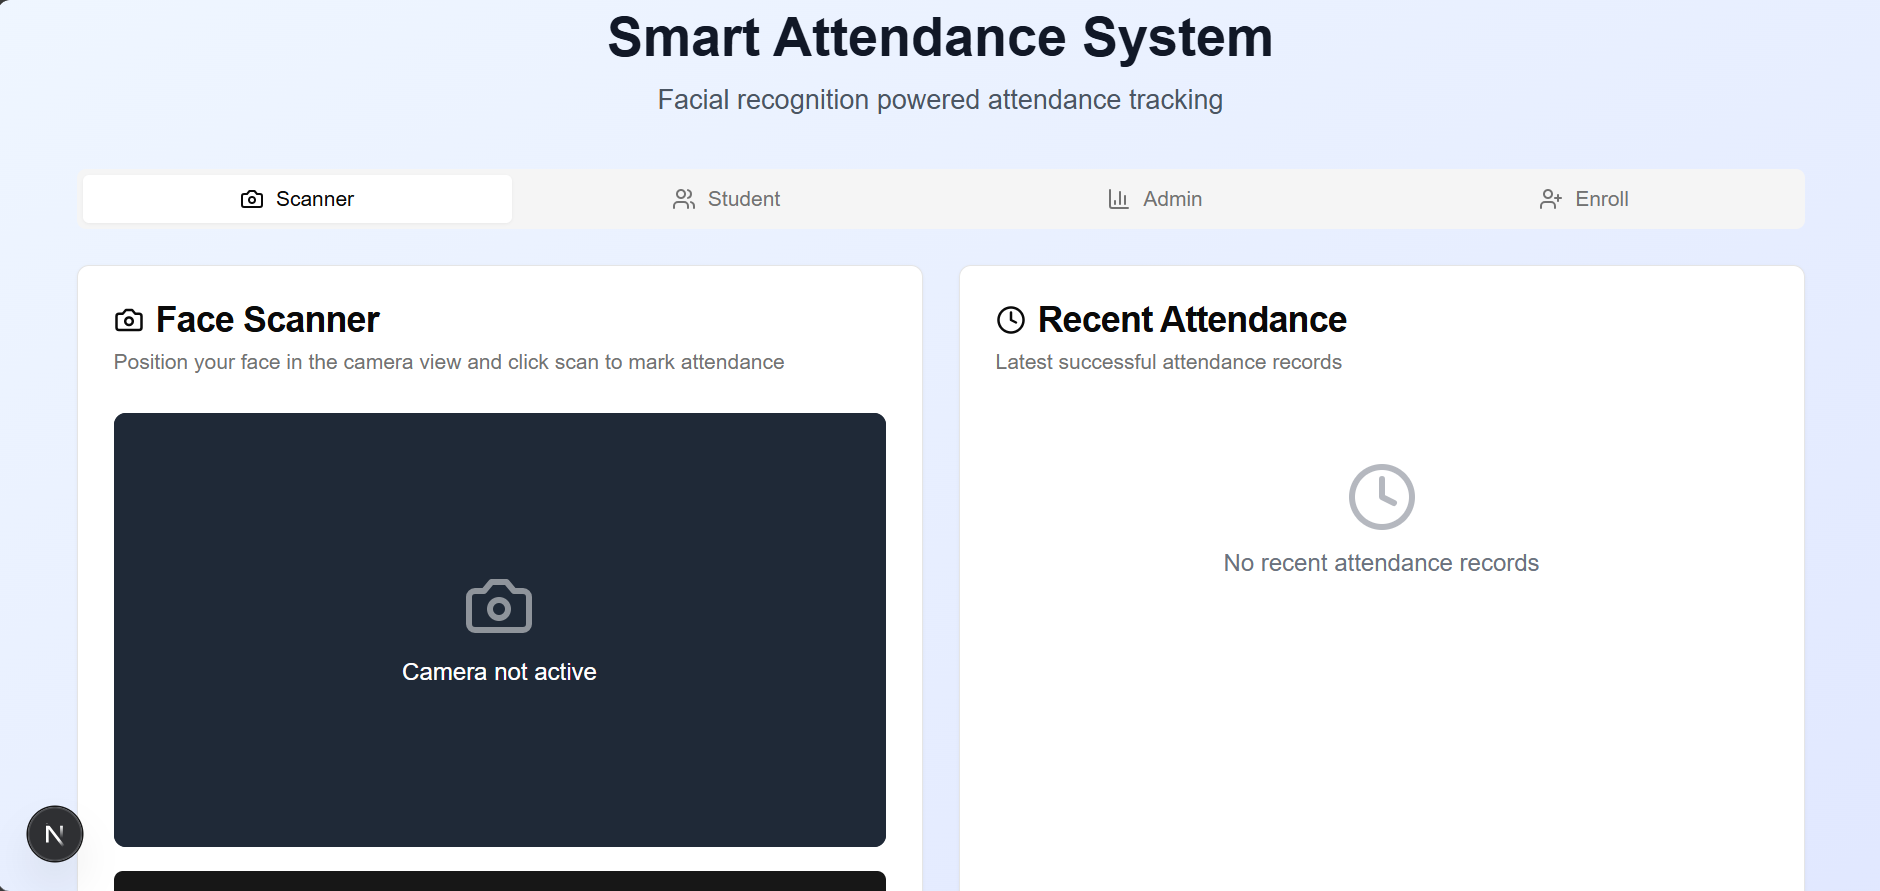 Smart Attendance System
Facial recognition powered attendance tracking
Scanner
Student
Admin
Enroll
Face Scanner
Position your face in the camera view and click scan to mark attendance
Camera not active
Recent Attendance
Latest successful attendance records
No recent attendance records
N